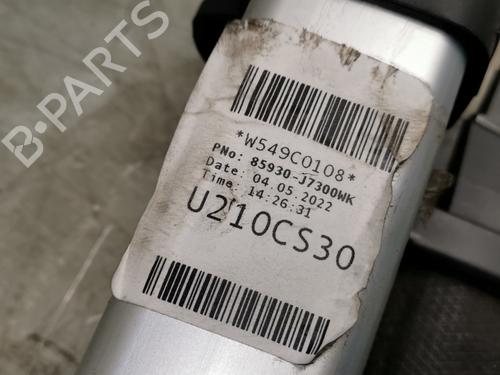 B-PARTS
*W549C0108*
PNo: 85930-J7300WK
Date: 04.05.2022
Time: 14:26:31
U210CS30